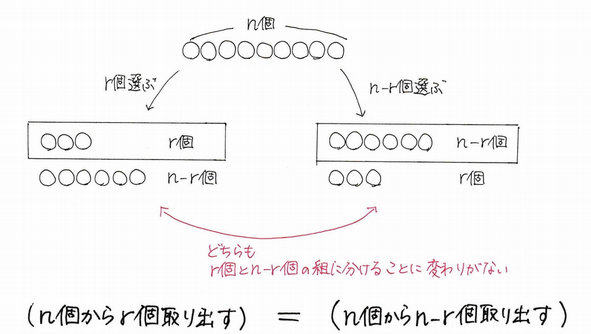 n個
r個選ぶ
n-r個選ぶ
r個
n-r個
n-r個
r個
どちらも
r個とn-r個の組に分けることに変わりがない
(n個からr個取り出す) = (n個からn-r個取り出す)